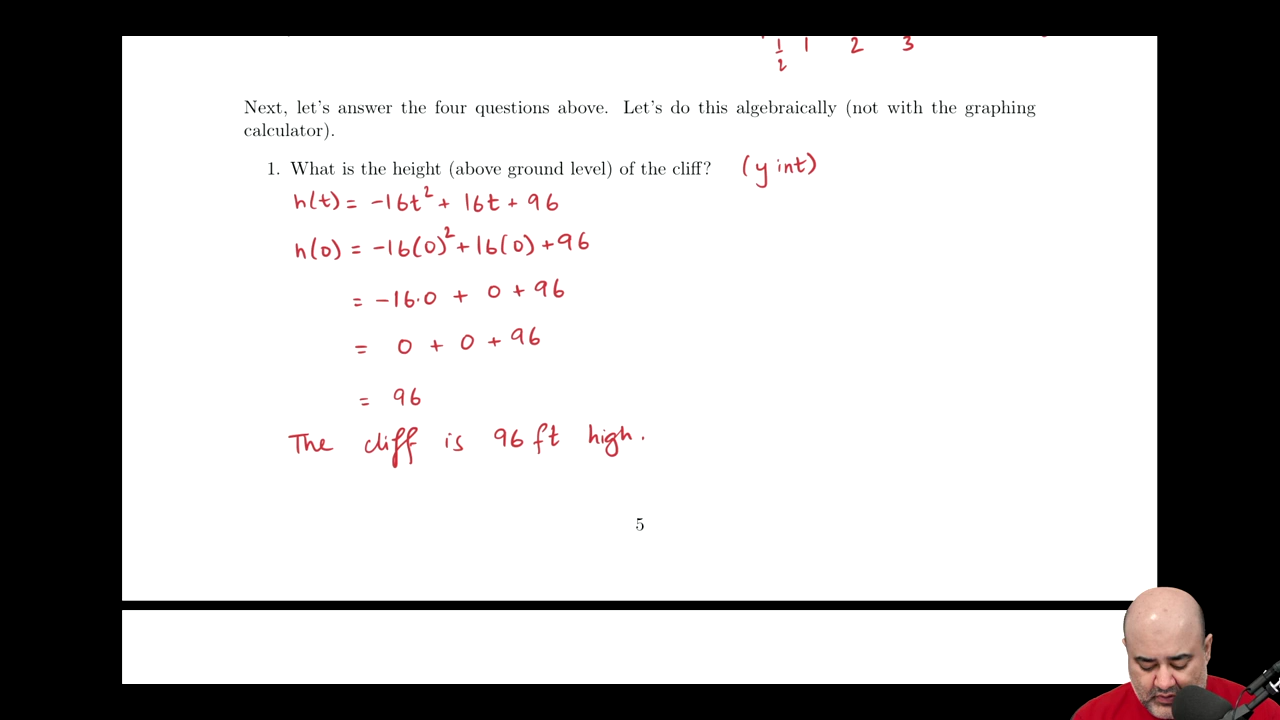 1/2 1 2 3
Next, let's answer the four questions above. Let's do this algebraically (not with the graphing
calculator).
1. What is the height (above ground level) of the cliff? (y int)
h(t) = -16t² + 16t + 96
h(0) = -16(0)² + 16(0) + 96
= -16·0 + 0 + 96
= 0 + 0 + 96
= 96
The cliff is 96 ft high.
5